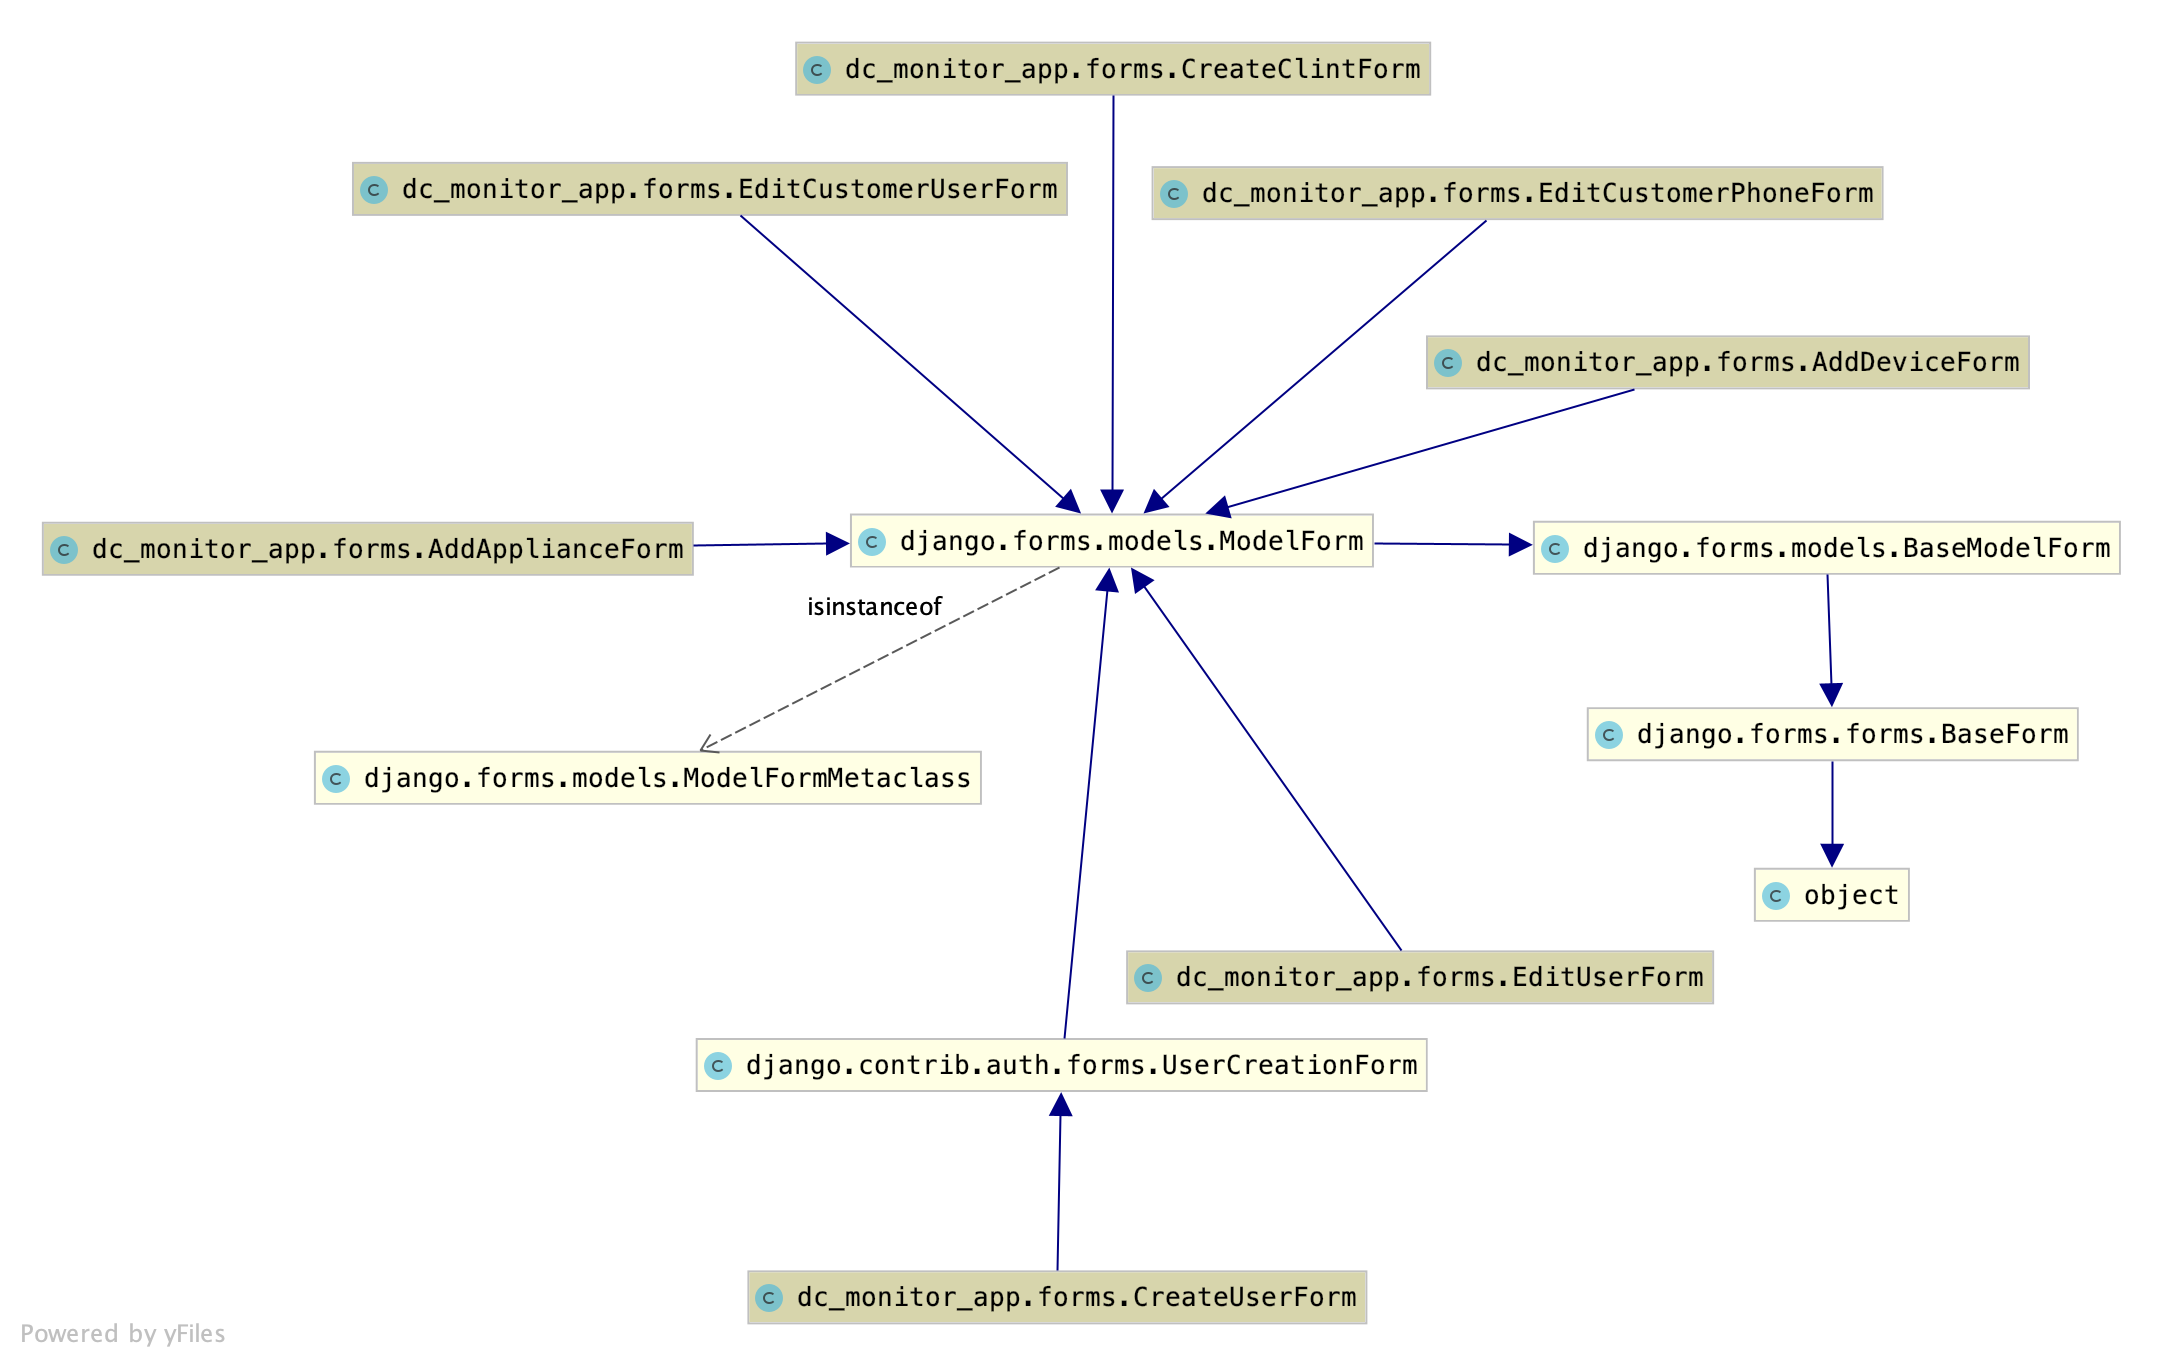 dc_monitor_app.forms.CreateClintForm
dc_monitor_app.forms.EditCustomerUserForm
dc_monitor_app.forms.EditCustomerPhoneForm
dc_monitor_app.forms.AddDeviceForm
dc_monitor_app.forms.AddApplianceForm
django.forms.models.ModelForm
django.forms.models.BaseModelForm
isinstanceof
django.forms.forms.BaseForm
django.forms.models.ModelFormMetaclass
object
dc_monitor_app.forms.EditUserForm
django.contrib.auth.forms.UserCreationForm
dc_monitor_app.forms.CreateUserForm
Powered by yFiles